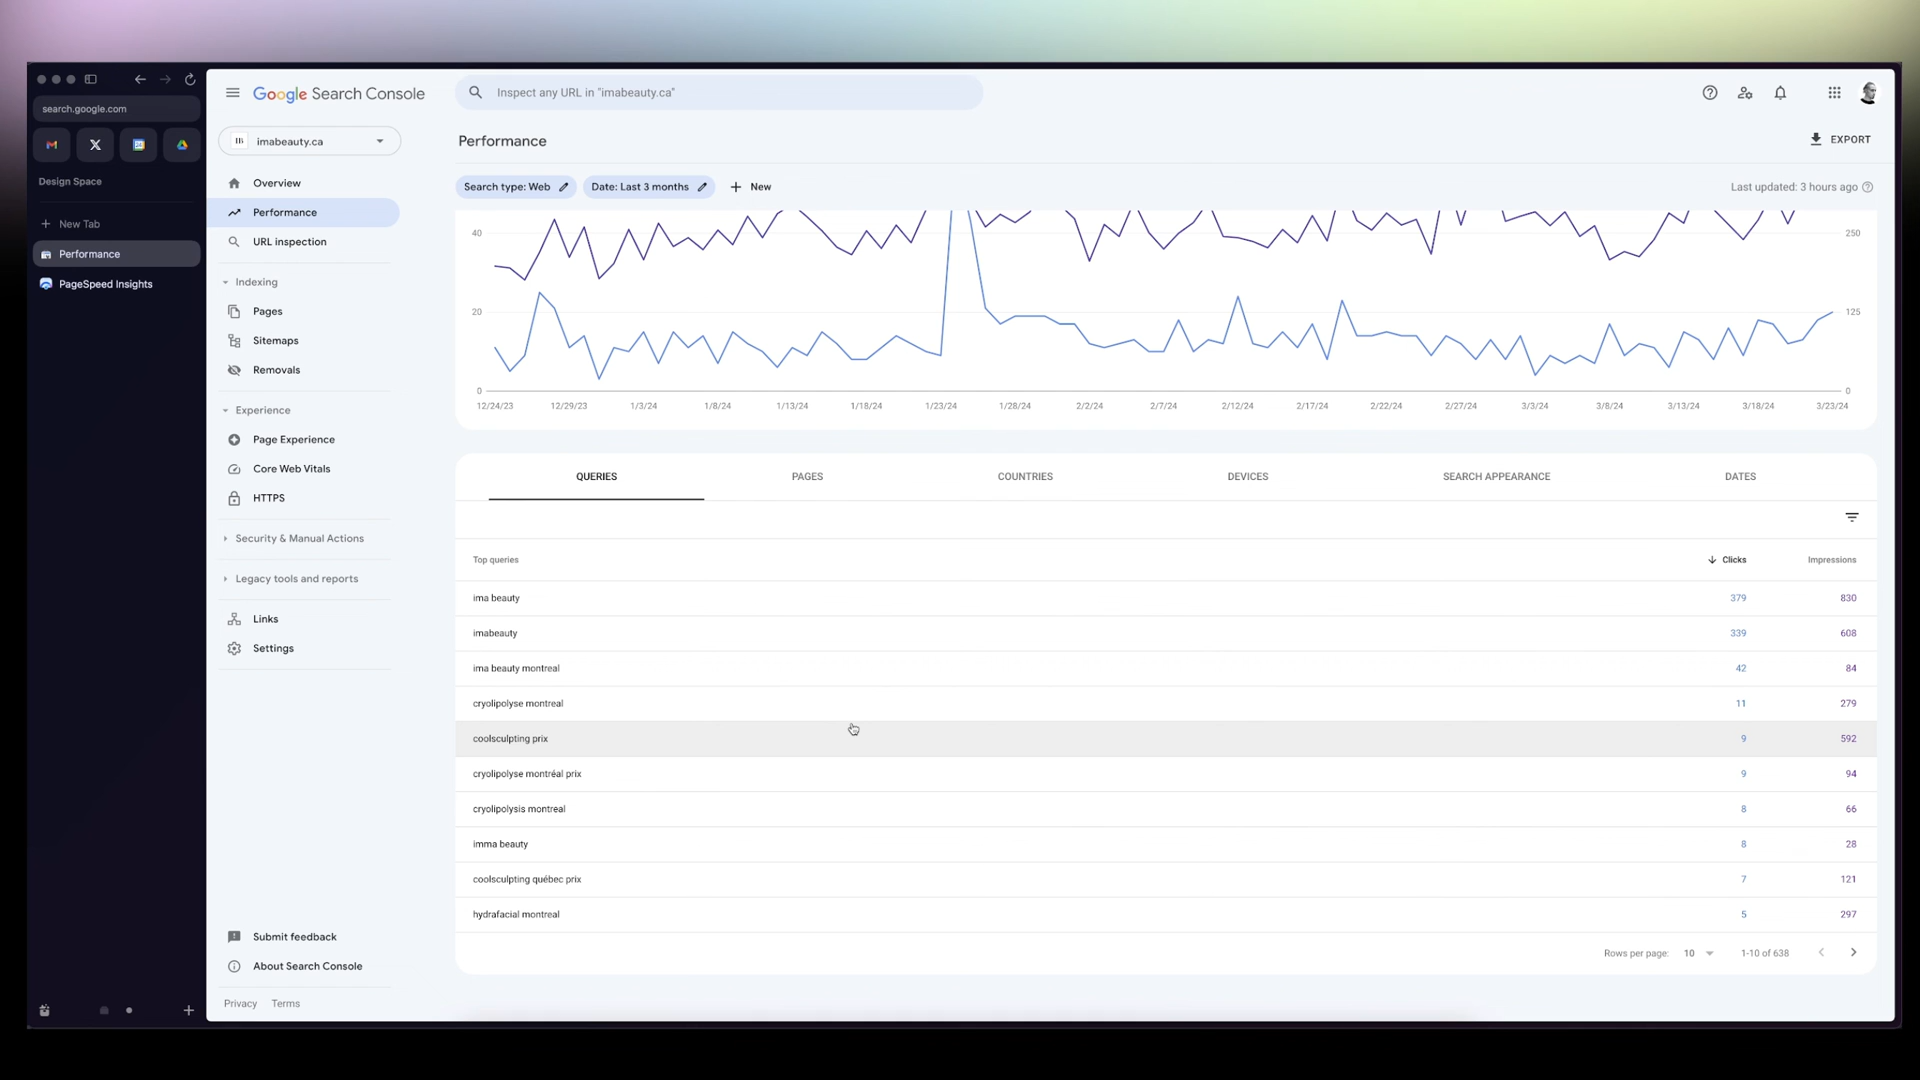 search.google.com
Design Space
New Tab
Performance
PageSpeed Insights
Google Search Console
Inspect any URL in "imabeauty.ca"
imabeauty.ca
Overview
Performance
URL inspection
Indexing
Pages
Sitemaps
Removals
Experience
Page Experience
Core Web Vitals
HTTPS
Security & Manual Actions
Legacy tools and reports
Links
Settings
Submit feedback
About Search Console
Privacy Terms
Performance
EXPORT
Search type: Web
Date: Last 3 months
New
Last updated: 3 hours ago
40 250
20 125
0 0
12/24/23 12/29/23 1/3/24 1/8/24 1/13/24 1/18/24 1/23/24 1/28/24 2/2/24 2/7/24 2/12/24 2/17/24 2/22/24 2/27/24 3/3/24 3/8/24 3/13/24 3/18/24 3/23/24
QUERIES PAGES COUNTRIES DEVICES SEARCH APPEARANCE DATES
Top queries Clicks Impressions
ima beauty 379 830
imabeauty 339 608
ima beauty montreal 42 84
cryolipolyse montreal 11 279
coolsculpting prix 9 592
cryolipolyse montréal prix 9 94
cryolipolysis montreal 8 66
imma beauty 8 28
coolsculpting québec prix 7 121
hydrafacial montreal 5 297
Rows per page: 10 1-10 of 638